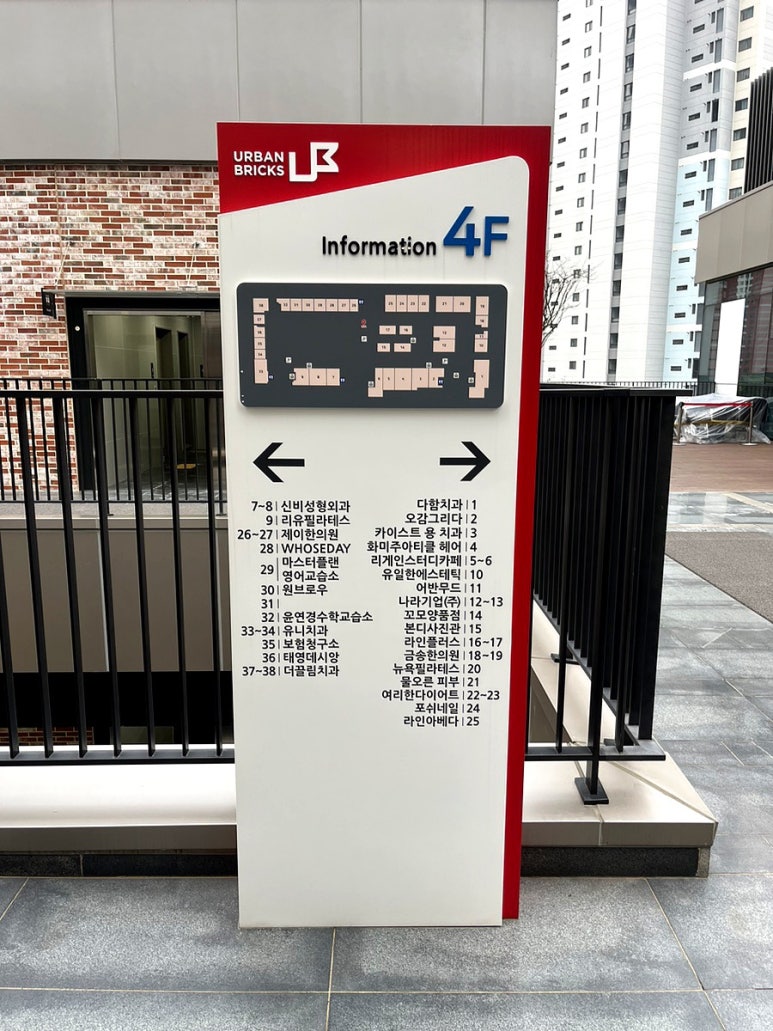 URBAN
BRICKS
Information 4F
7~8 신비성형외과
9 리유필라테스
26~27 제이한의원
28 WHOSEDAY
29 마스터플랜
영어교습소
30 원브로우
31
32 윤연경수학교습소
33~34 유니치과
35 보험청구소
36 태영데시앙
37~38 더끌림치과
다함치과 1
오감그리다 2
카이스트 용 치과 3
화미주아티클 헤어 4
리게인스터디카페 5~6
유일한에스테틱 10
어반무드 11
나라기업(주) 12~13
꼬모양품점 14
본디사진관 15
라인플러스 16~17
금송한의원 18~19
뉴욕필라테스 20
물오른 피부 21
여리한다이어트 22~23
포쉬네일 24
라인아베다 25